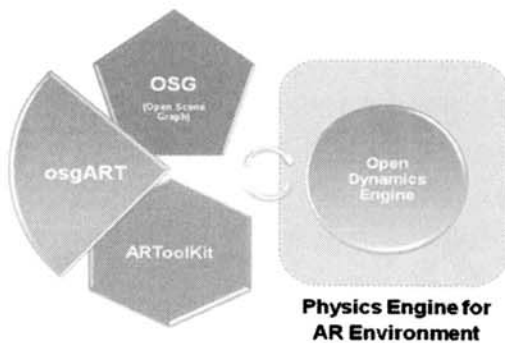 OSG
(Open Scene
Graph)
osgART
ARToolKit
Open
Dynamics
Engine
Physics Engine for
AR Environment